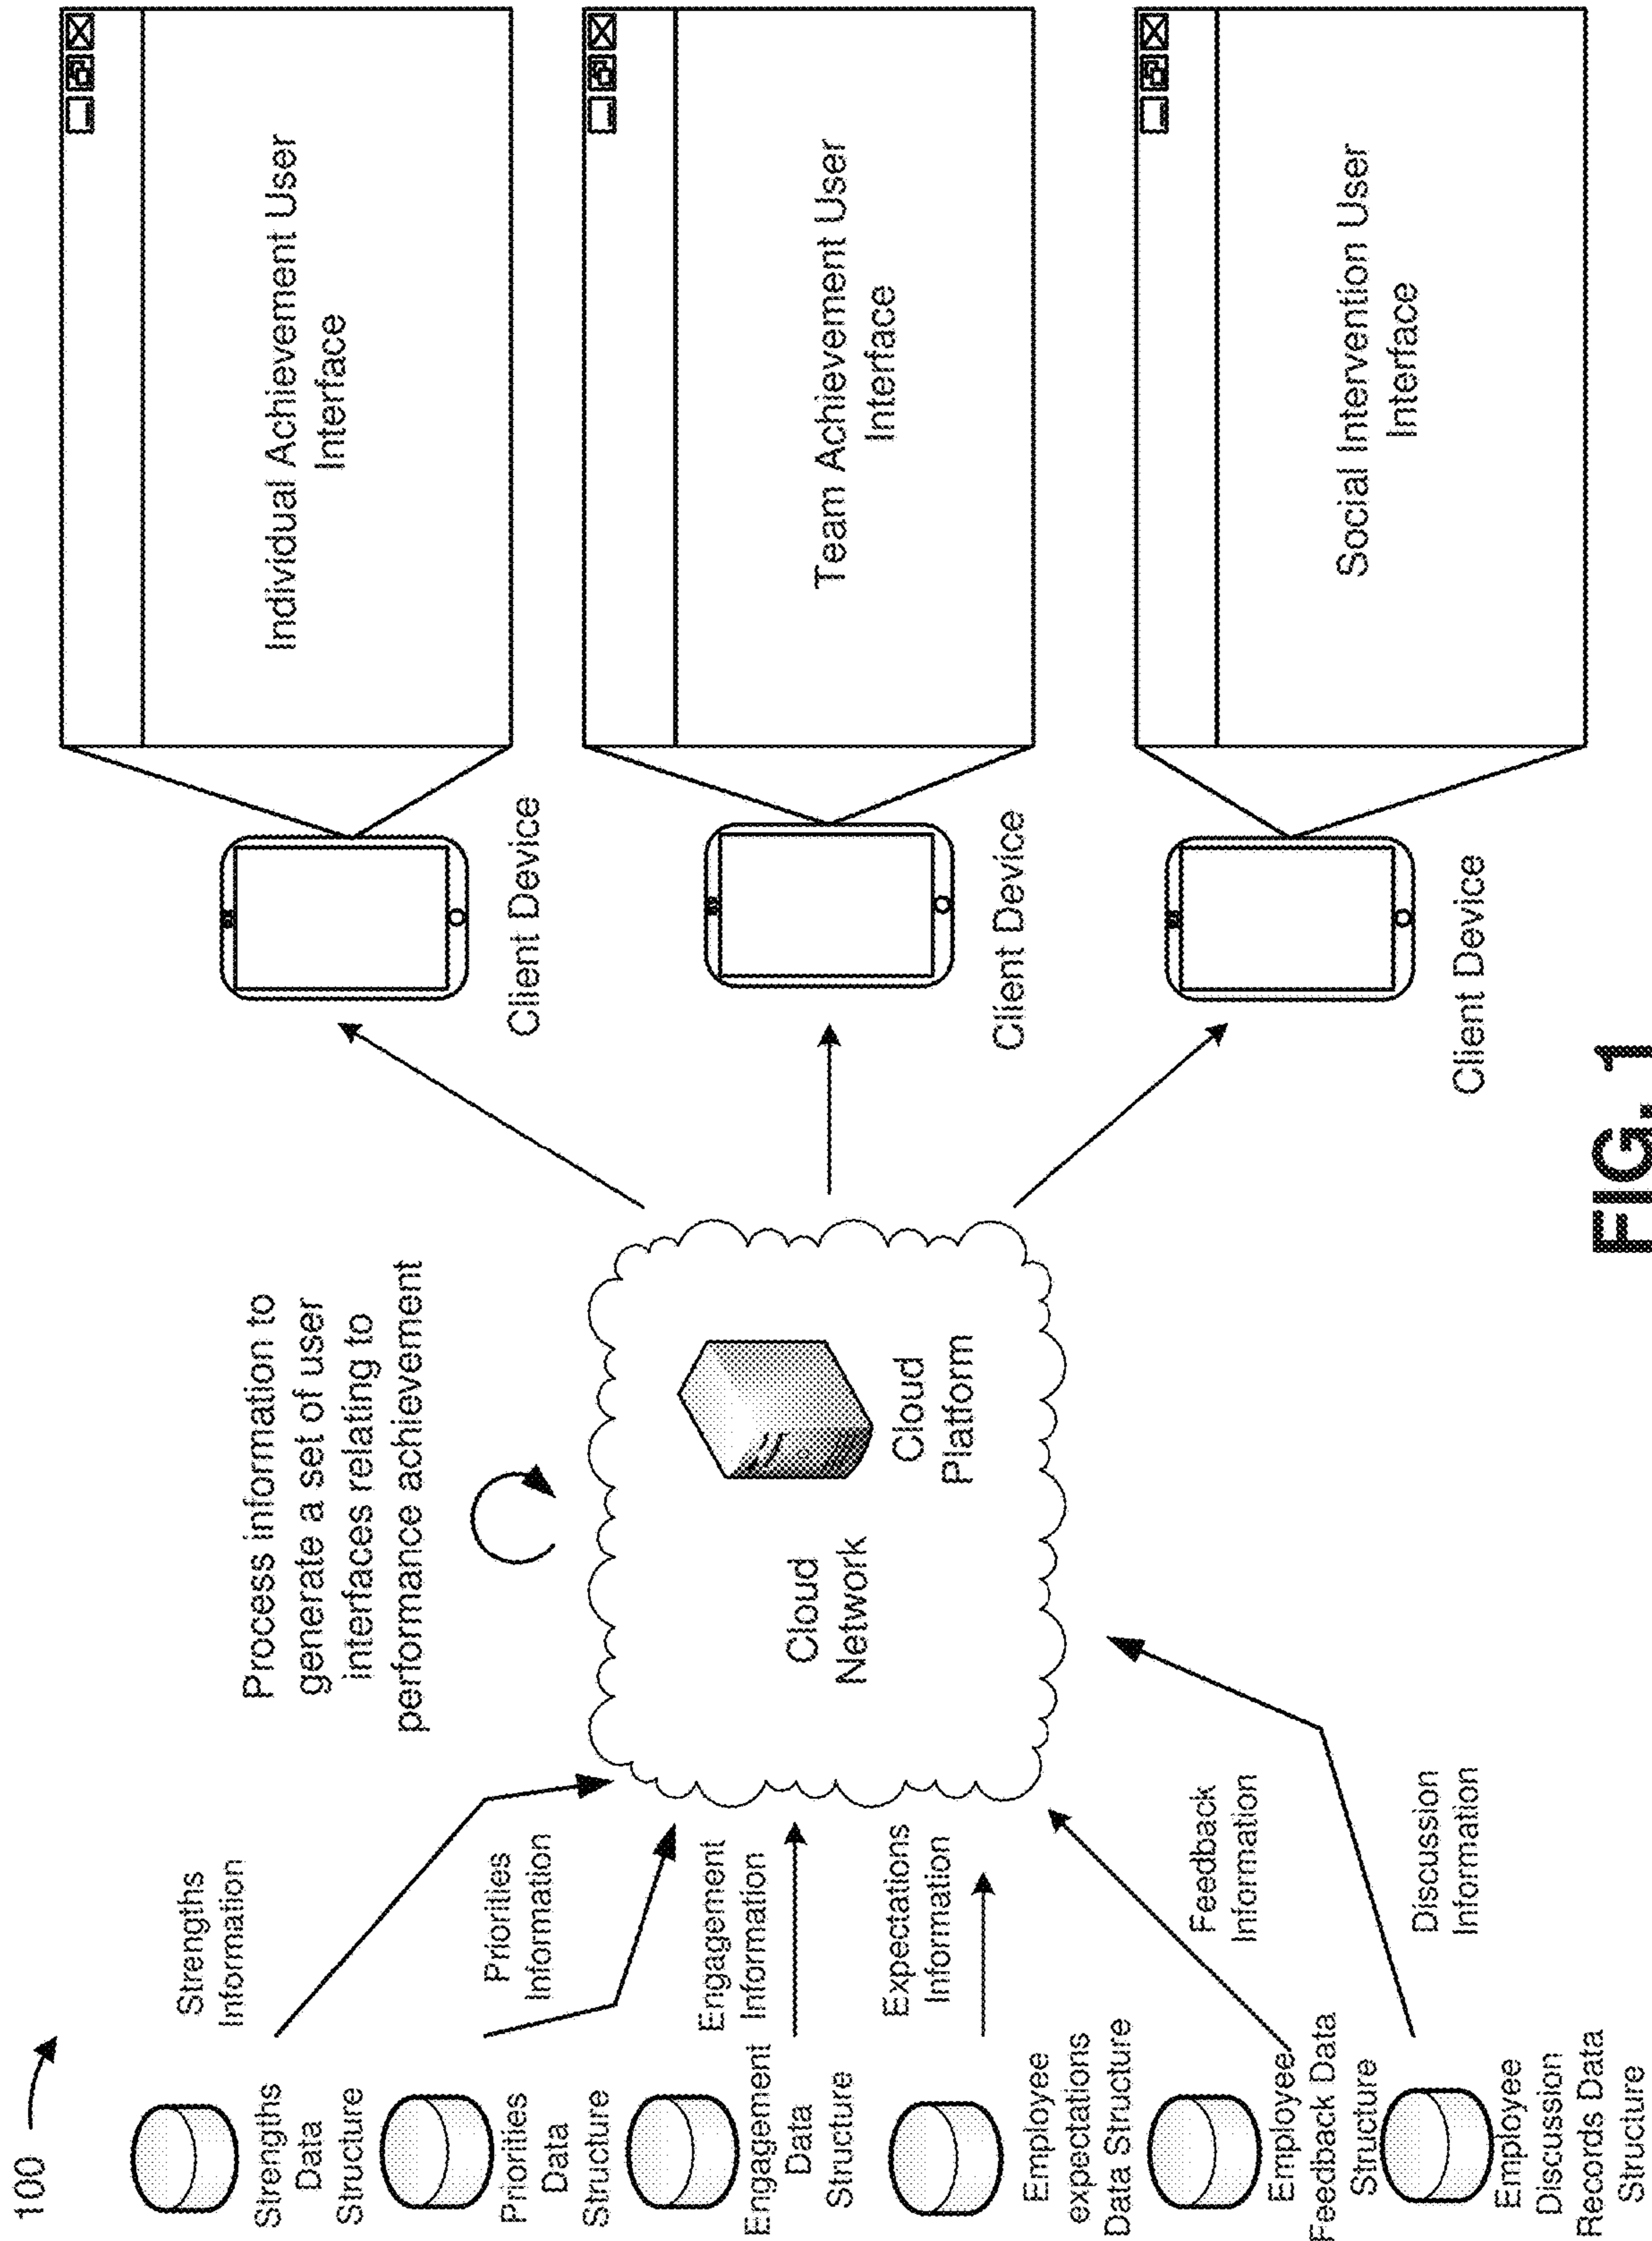 100
Strengths
Data
Structure
Priorities
Data
Structure
Engagement
Data
Structure
Employee
expectations
Data Structure
Employee
Feedback Data
Structure
Employee
Discussion
Records Data
Structure
Strengths
Information
Priorities
Information
Engagement
Information
Expectations
Information
Feedback
Information
Discussion
Information
Process information to
generate a set of user
interfaces relating to
performance achievement
Cloud
Network
Cloud
Platform
Client Device
Client Device
Client Device
Individual Achievement User
Interface
Team Achievement User
Interface
Social Intervention User
Interface
FIG. 1